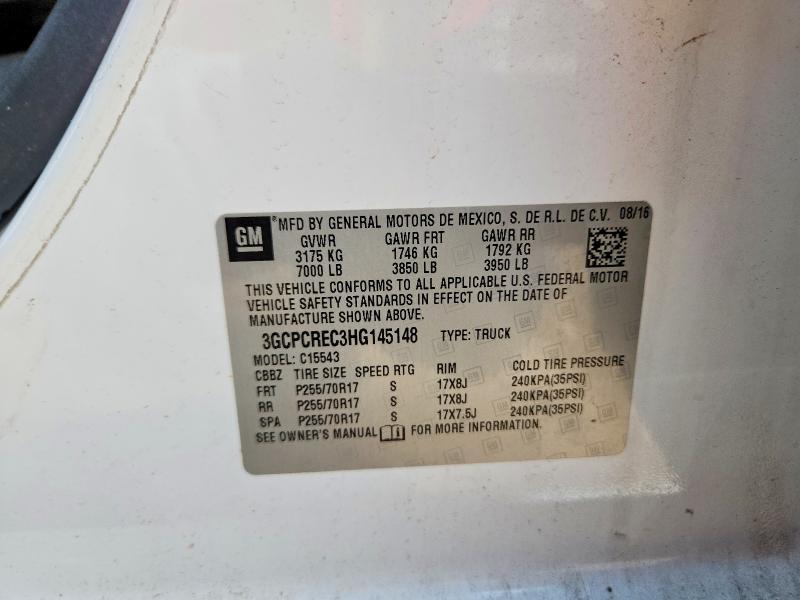 GM ® MFD BY GENERAL MOTORS DE MEXICO, S. DE R.L. DE C.V. 08/16
GVWR GAWR FRT GAWR RR
3175 KG 1746 KG 1792 KG
7000 LB 3850 LB 3950 LB
THIS VEHICLE CONFORMS TO ALL APPLICABLE U.S. FEDERAL MOTOR
VEHICLE SAFETY STANDARDS IN EFFECT ON THE DATE OF
MANUFACTURE SHOWN ABOVE.
3GCPCREC3HG145148 TYPE: TRUCK
MODEL: C15543
CBBZ TIRE SIZE SPEED RTG RIM COLD TIRE PRESSURE
FRT P255/70R17 S 17X8J 240KPA(35PSI)
RR P255/70R17 S 17X8J 240KPA(35PSI)
SPA P255/70R17 S 17X7.5J 240KPA(35PSI)
SEE OWNER'S MANUAL FOR MORE INFORMATION.